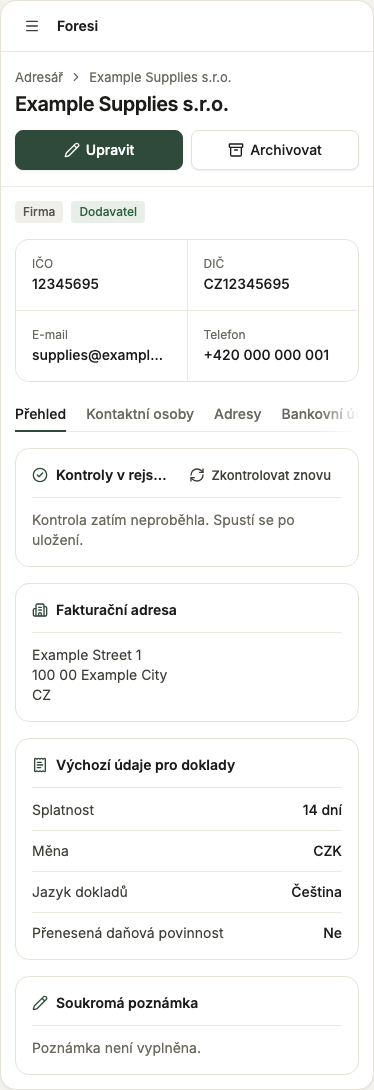 Foresi
Adresář > Example Supplies s.r.o.
Example Supplies s.r.o.
Upravit
Archivovat
Firma
Dodavatel
IČO
12345695
DIČ
CZ12345695
E-mail
supplies@exampl...
Telefon
+420 000 000 001
Přehled
Kontaktní osoby
Adresy
Bankovní ú
Kontroly v rejs...
Zkontrolovat znovu
Kontrola zatím neproběhla. Spustí se po
uložení.
Fakturační adresa
Example Street 1
100 00 Example City
CZ
Výchozí údaje pro doklady
Splatnost
14 dní
Měna
CZK
Jazyk dokladů
Čeština
Přenesená daňová povinnost
Ne
Soukromá poznámka
Poznámka není vyplněna.